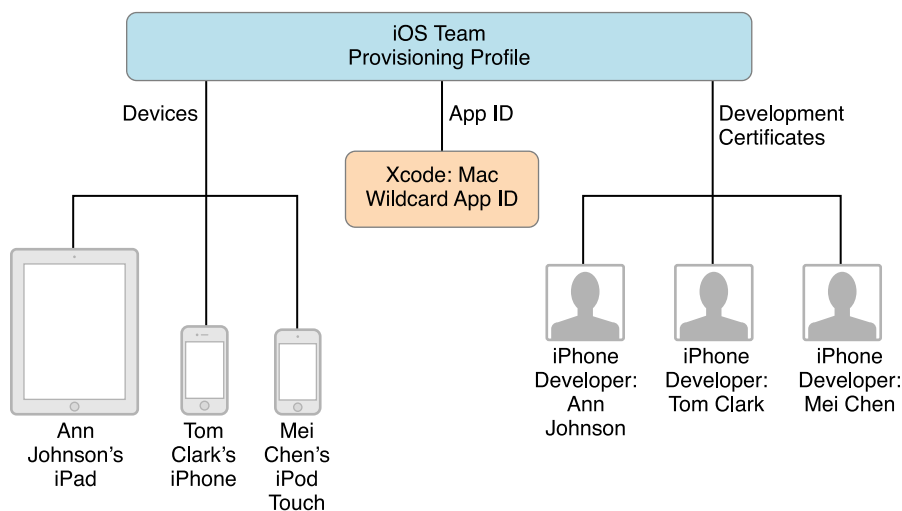 iOS Team
Provisioning Profile
Devices
App ID
Development
Certificates
Xcode: Mac
Wildcard App ID
Ann
Johnson’s
iPad
Tom
Clark’s
iPhone
Mei
Chen’s
iPod
Touch
iPhone
Developer:
Ann
Johnson
iPhone
Developer:
Tom Clark
iPhone
Developer:
Mei Chen